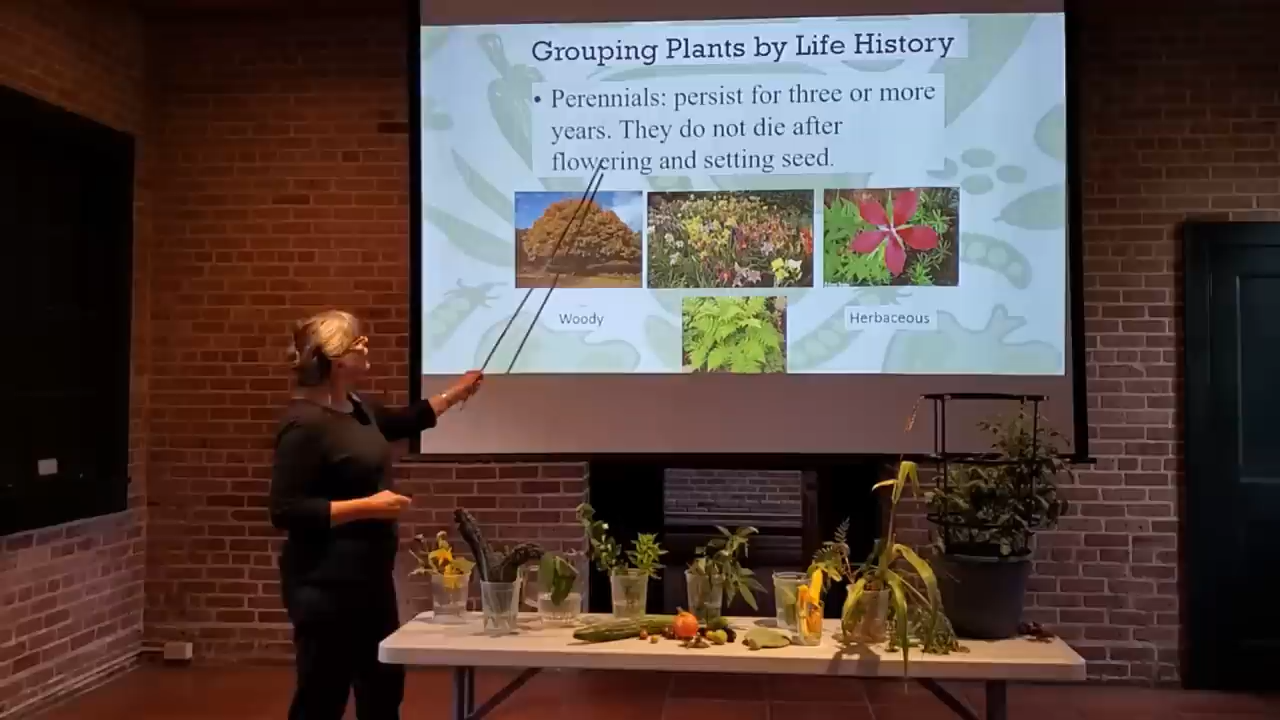 Grouping Plants by Life History
• Perennials: persist for three or more
years. They do not die after
flowering and setting seed.
Woody
Herbaceous